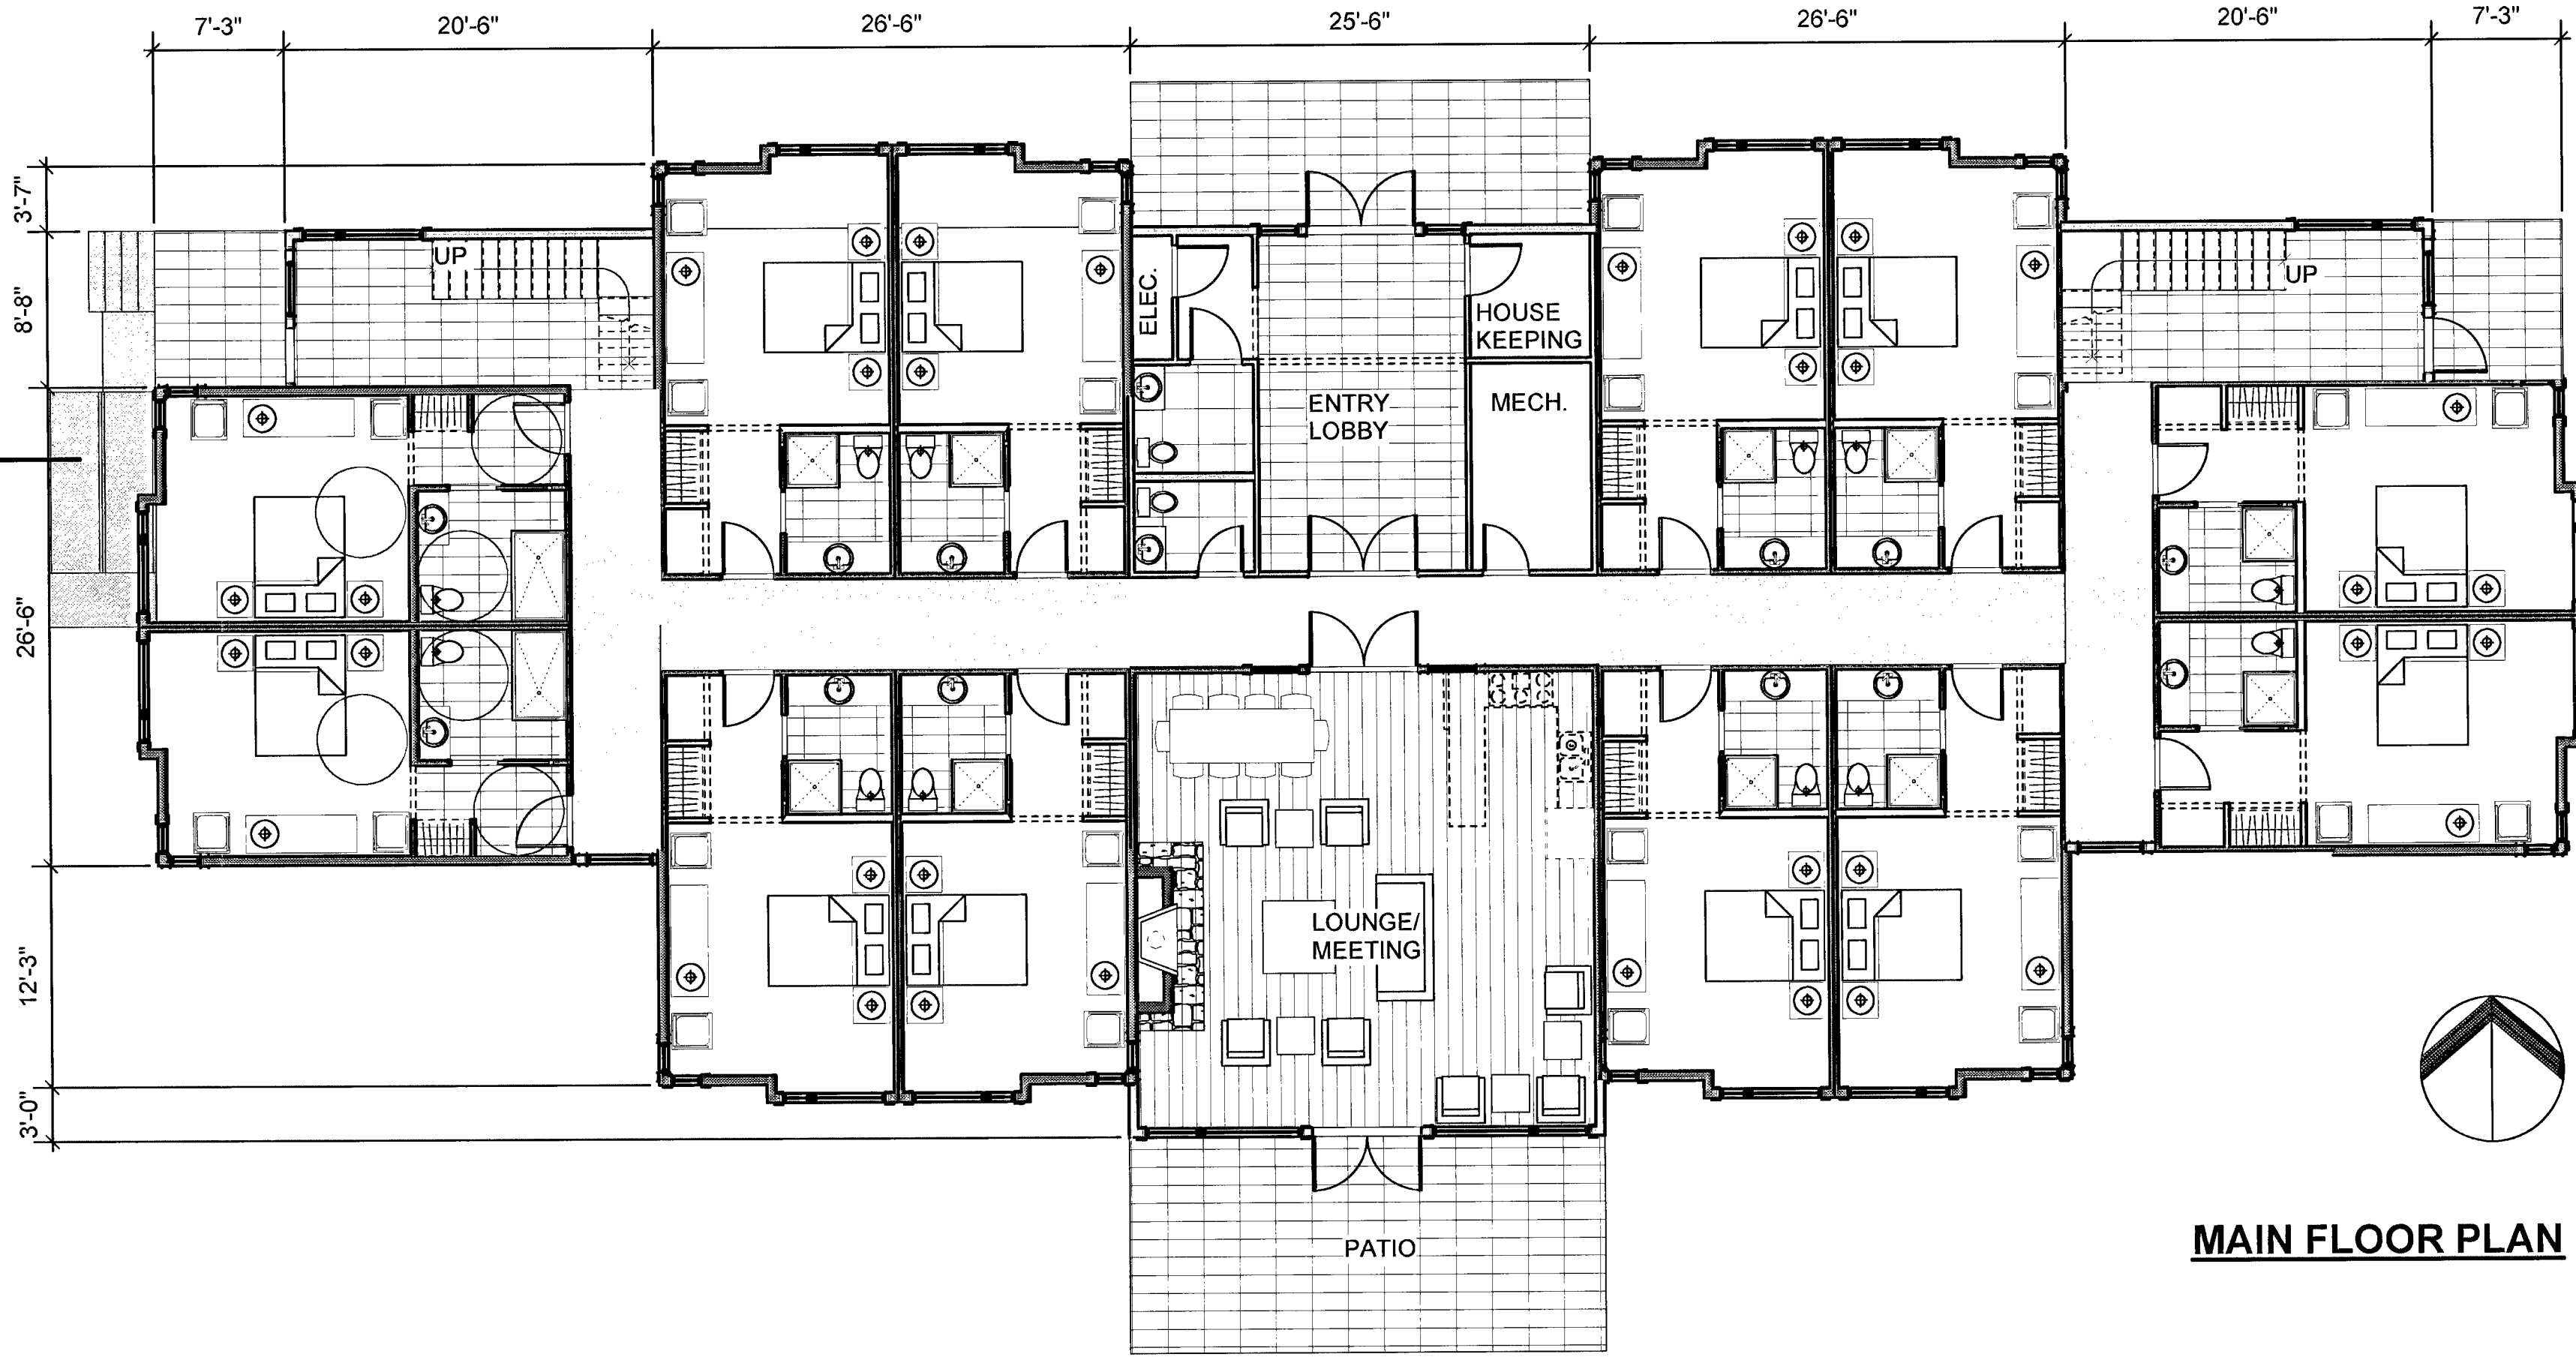 7'-3"
20'-6"
26'-6"
25'-6"
26'-6"
20'-6"
7'-3"
3'-7"
8'-8"
26'-6"
12'-3"
3'-0"
UP
ELEC.
HOUSE
KEEPING
UP
ENTRY
LOBBY
MECH.
LOUNGE/
MEETING
PATIO
MAIN FLOOR PLAN